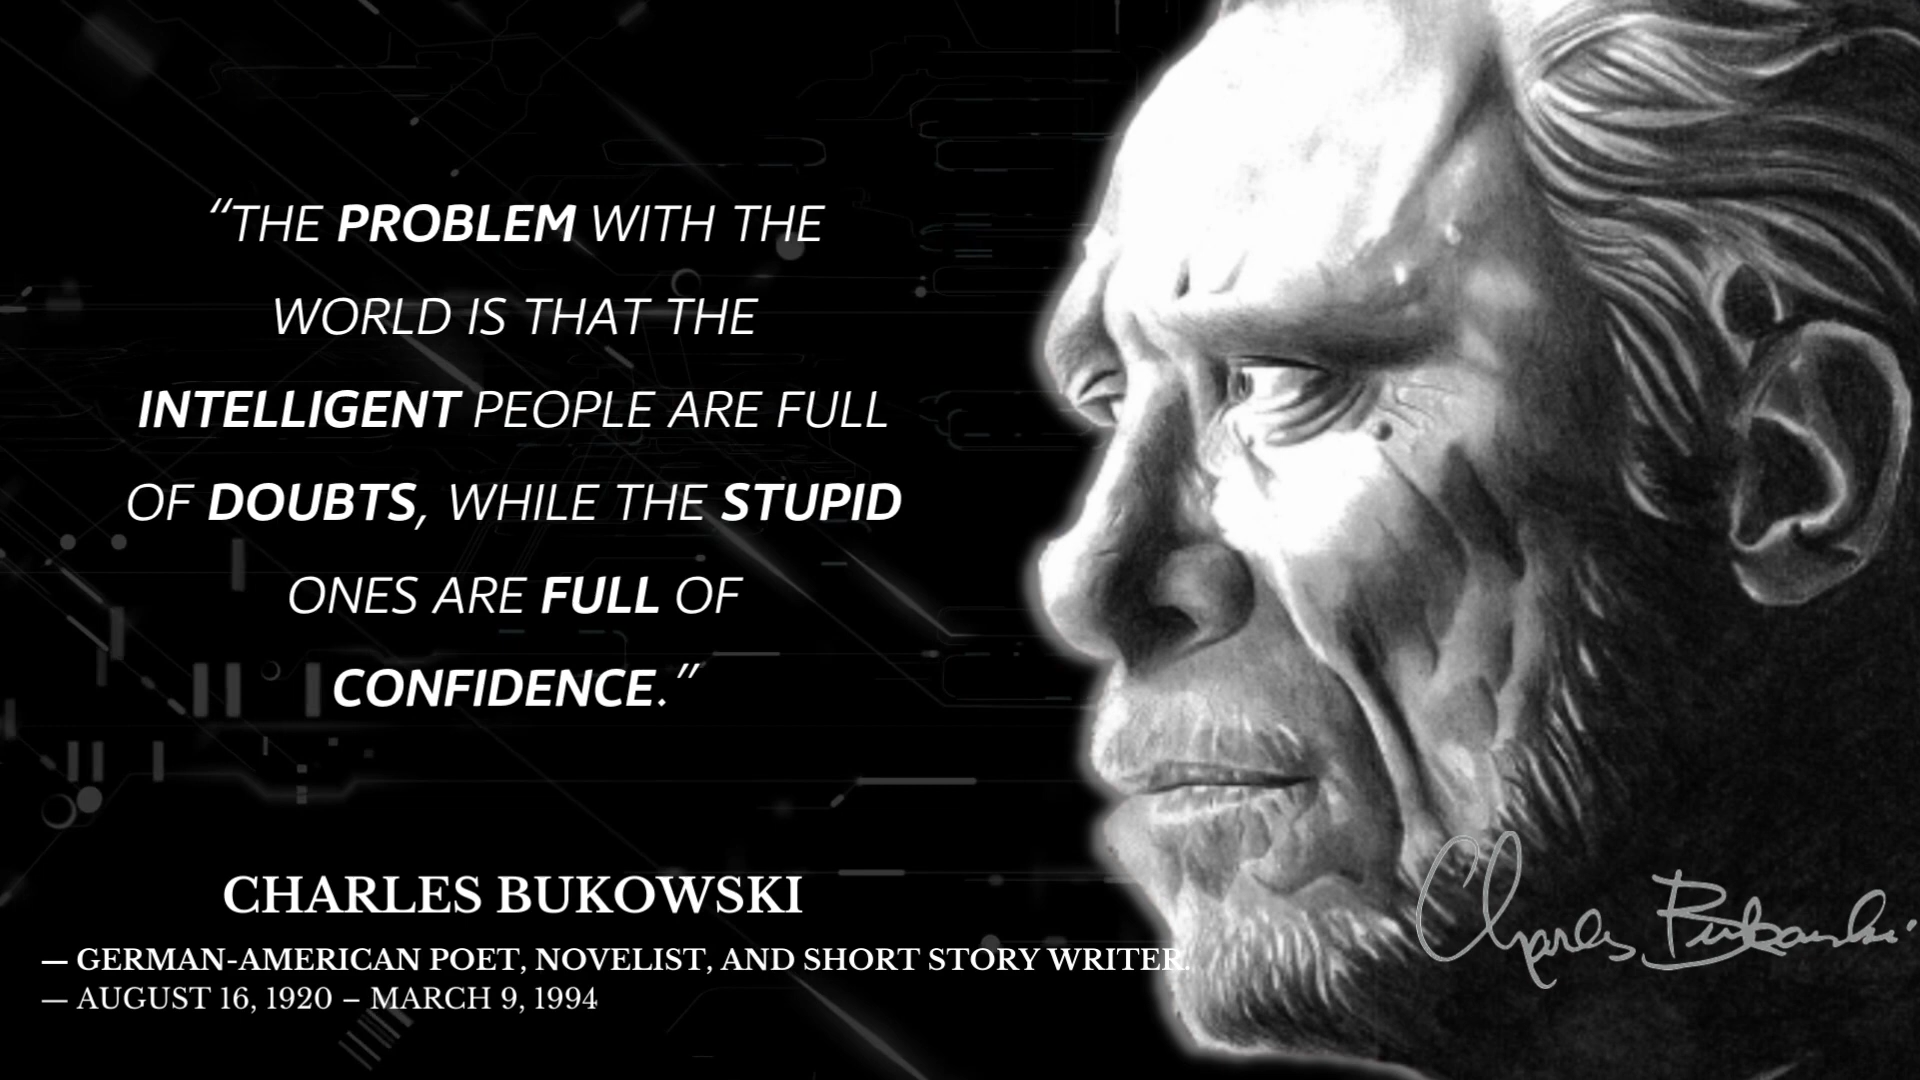 “THE PROBLEM WITH THE
WORLD IS THAT THE
INTELLIGENT PEOPLE ARE FULL
OF DOUBTS, WHILE THE STUPID
ONES ARE FULL OF
CONFIDENCE.”
CHARLES BUKOWSKI
— GERMAN-AMERICAN POET, NOVELIST, AND SHORT STORY WRITER.
— AUGUST 16, 1920 – MARCH 9, 1994
Charles Bukowski